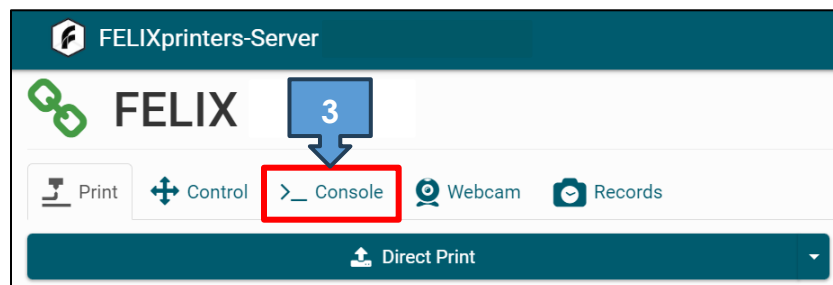 FELIXprinters-Server
FELIX
3
Print Control >_ Console Webcam Records
Direct Print